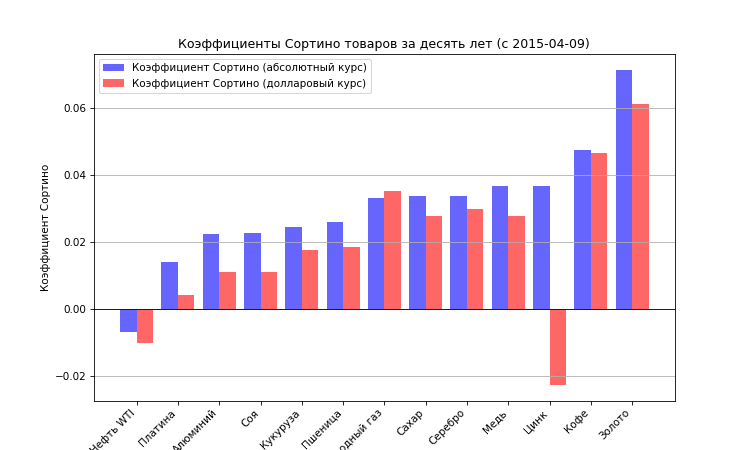 Коэффициенты Сортино товаров за десять лет (с 2015-04-09)
Коэффициент Сортино (абсолютный курс)
Коэффициент Сортино (долларовый курс)
Коэффициент Сортино
0.06
0.04
0.02
0.00
−0.02
Нефть WTI
Платина
Алюминий
Соя
Кукуруза
Пшеница
газ
Сахар
Серебро
Медь
Цинк
Кофе
Золото